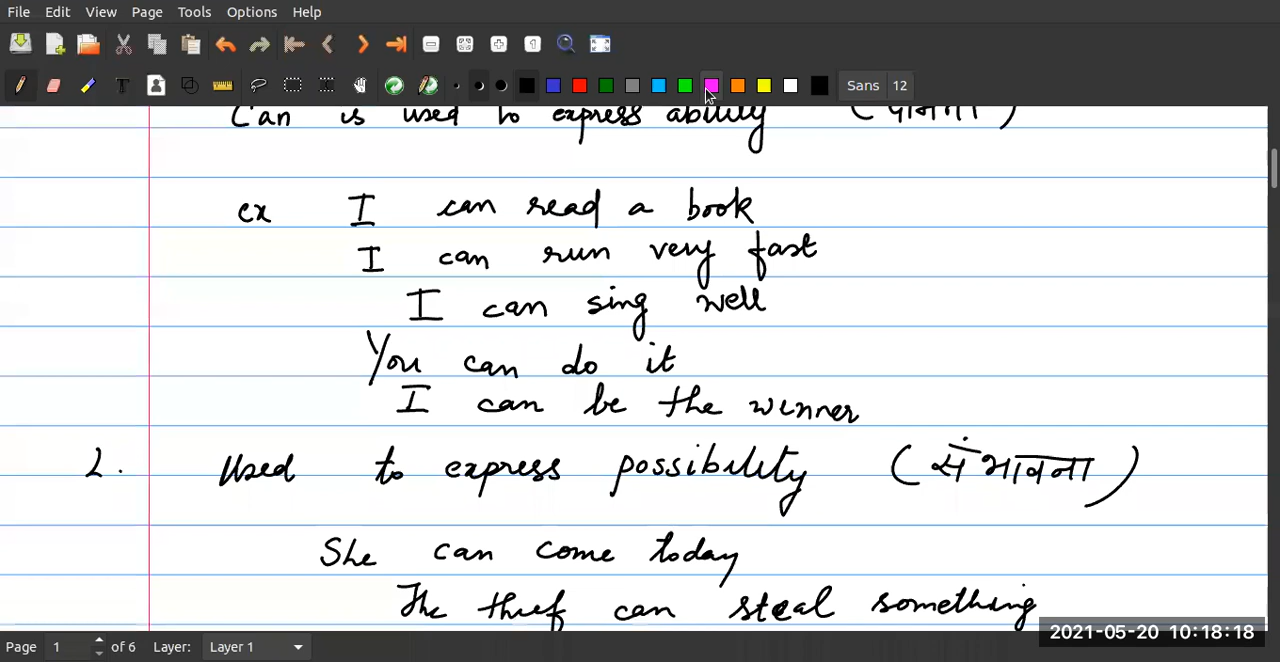 File Edit View Page Tools Options Help
Sans 12
Can is used to express ability
ex I can read a book
I can run very fast
I can sing well
You can do it
I can be the winner
2. Used to express possibility (संभावना)
She can come today
The thief can steal something
2021-05-20 10:18:18
Page 1 of 6 Layer: Layer 1